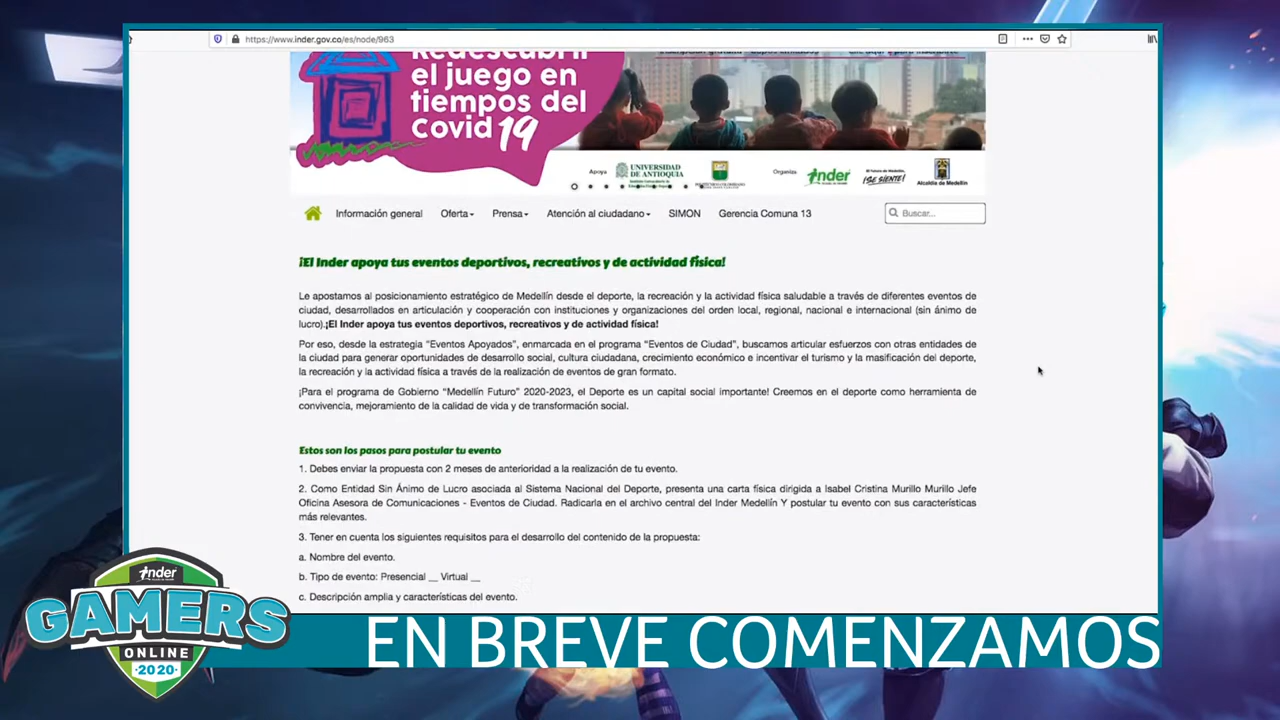 https://www.inder.gov.co/es/node/963
Redescubrir
el juego en
tiempos del
Covid 19
Apoya
UNIVERSIDAD
DE ANTIOQUIA
Organiza
inder
¡SE SIENTE!
Alcaldía de Medellín
Información general
Oferta
Prensa
Atención al ciudadano
SIMON
Gerencia Comuna 13
Buscar...
¡El Inder apoya tus eventos deportivos, recreativos y de actividad física!
Le apostamos al posicionamiento estratégico de Medellín desde el deporte, la recreación y la actividad física saludable a través de diferentes eventos de
ciudad, desarrollados en articulación y cooperación con instituciones y organizaciones del orden local, regional, nacional e internacional (sin ánimo de
lucro).¡El Inder apoya tus eventos deportivos, recreativos y de actividad física!
Por eso, desde la estrategia “Eventos Apoyados”, enmarcada en el programa “Eventos de Ciudad”, buscamos articular esfuerzos con otras entidades de
la ciudad para generar oportunidades de desarrollo social, cultura ciudadana, crecimiento económico e incentivar el turismo y la masificación del deporte,
la recreación y la actividad física a través de la realización de eventos de gran formato.
¡Para el programa de Gobierno “Medellín Futuro” 2020-2023, el Deporte es un capital social importante! Creemos en el deporte como herramienta de
convivencia, mejoramiento de la calidad de vida y de transformación social.
Estos son los pasos para postular tu evento
1. Debes enviar la propuesta con 2 meses de anterioridad a la realización de tu evento.
2. Como Entidad Sin Ánimo de Lucro asociada al Sistema Nacional del Deporte, presenta una carta física dirigida a Isabel Cristina Murillo Murillo Jefe
Oficina Asesora de Comunicaciones - Eventos de Ciudad. Radicarla en el archivo central del Inder Medellín Y postular tu evento con sus características
más relevantes.
3. Tener en cuenta los siguientes requisitos para el desarrollo del contenido de la propuesta:
a. Nombre del evento.
b. Tipo de evento: Presencial __ Virtual __
c. Descripción amplia y características del evento.
inder
GAMERS
ONLINE
·2020·
EN BREVE COMENZAMOS